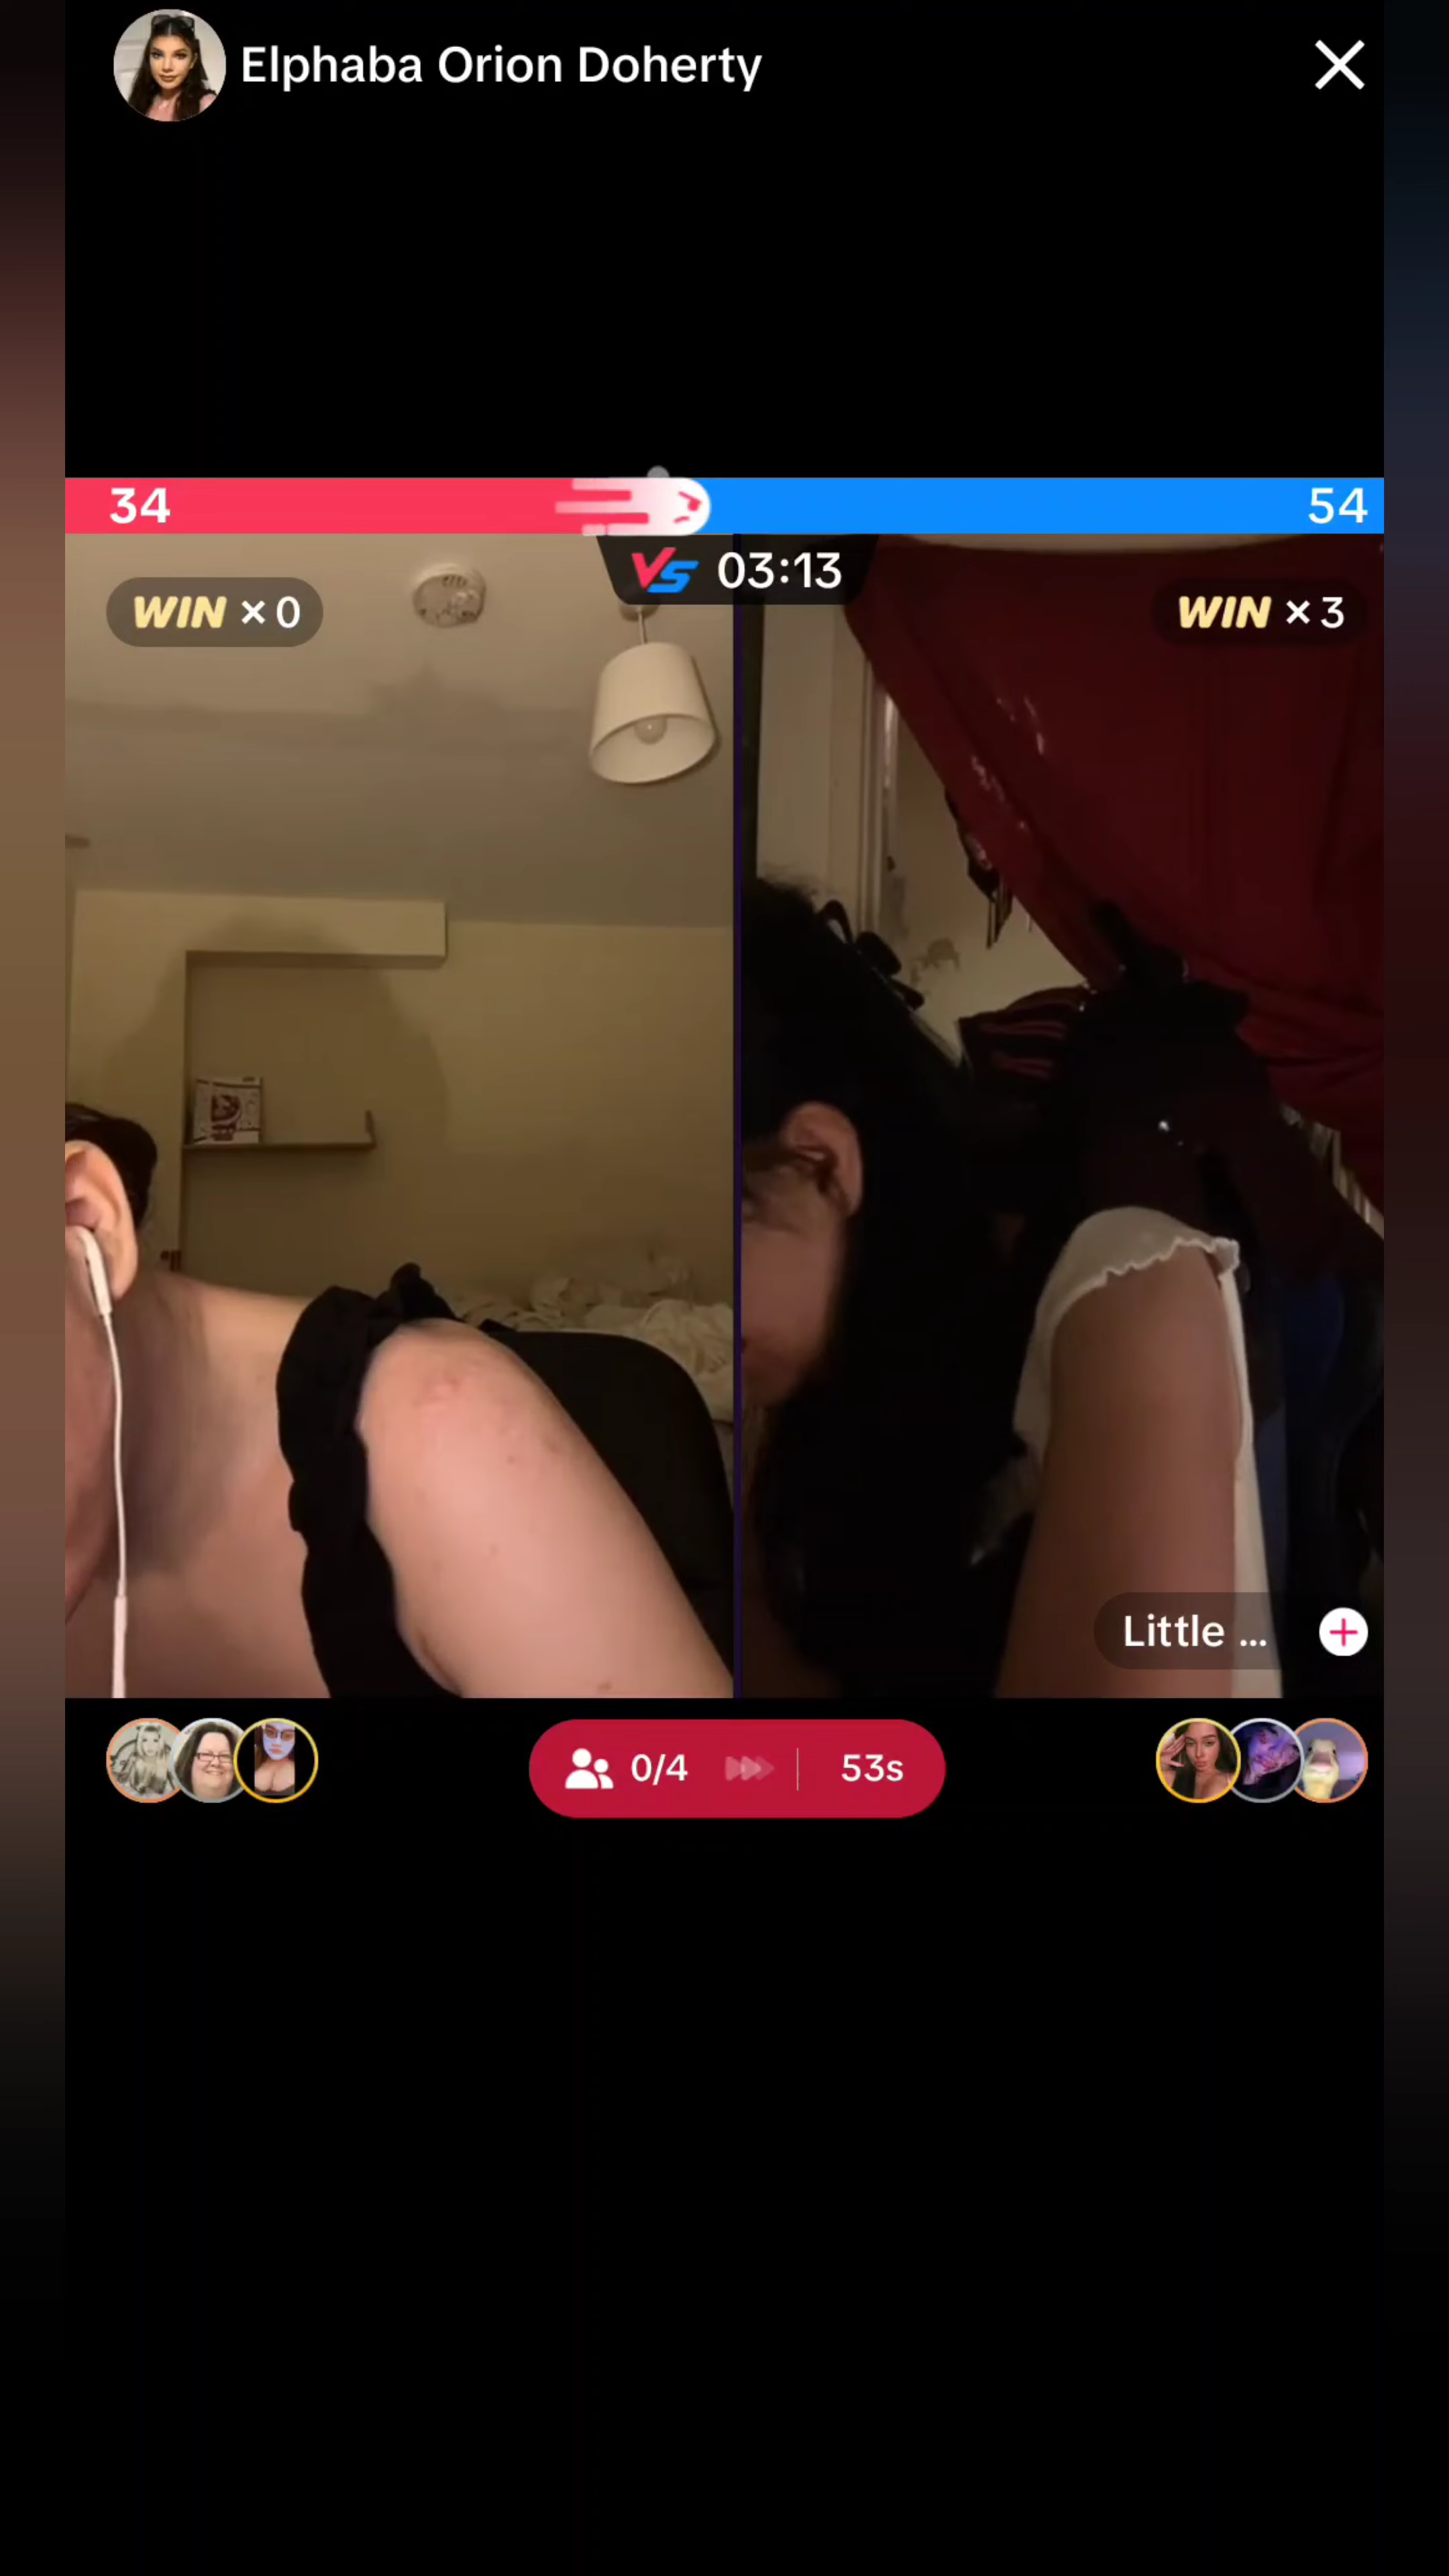 Elphaba Orion Doherty
34
54
VS 03:13
WIN ×0
WIN ×3
Little ...
0/4
53s